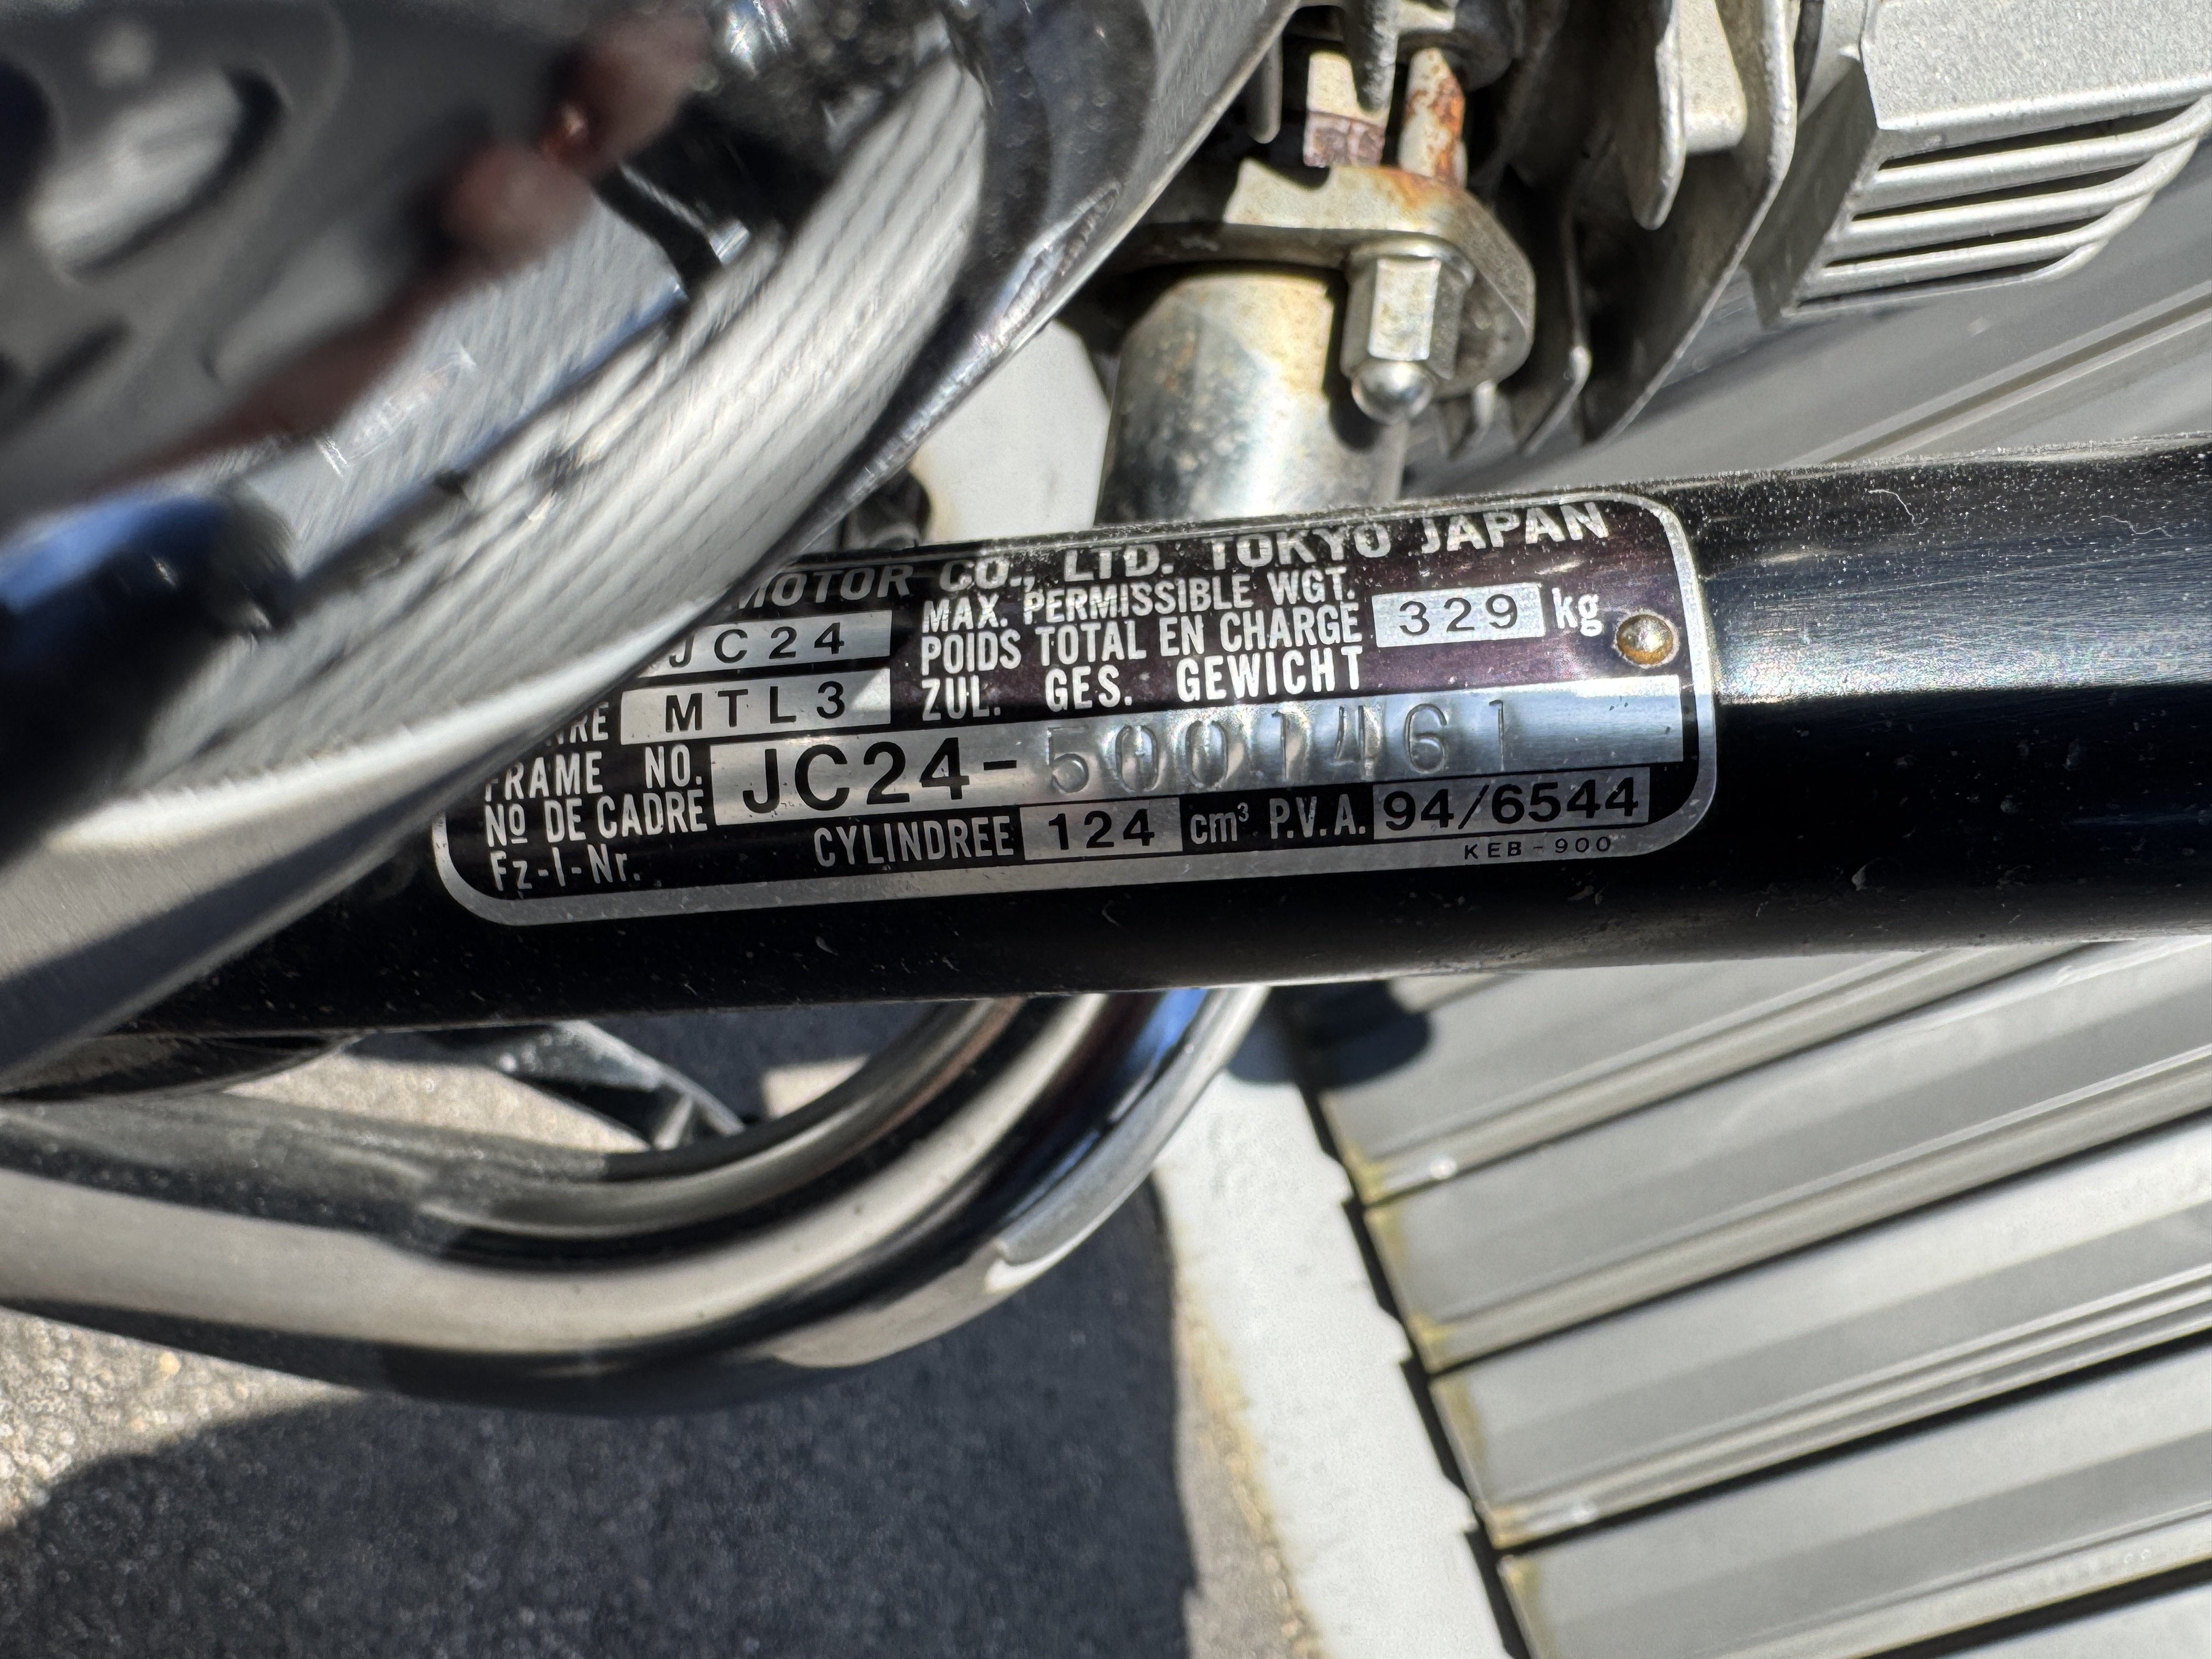 MOTOR CO., LTD. TOKYO JAPAN
JC24
MTL3
MAX. PERMISSIBLE WGT.
POIDS TOTAL EN CHARGE 329 kg
ZUL. GES. GEWICHT
FRAME NO.
Nº DE CADRE JC24-5001461
Fz-I-Nr.
CYLINDREE 124 cm³ P.V.A. 94/6544
KEB-900